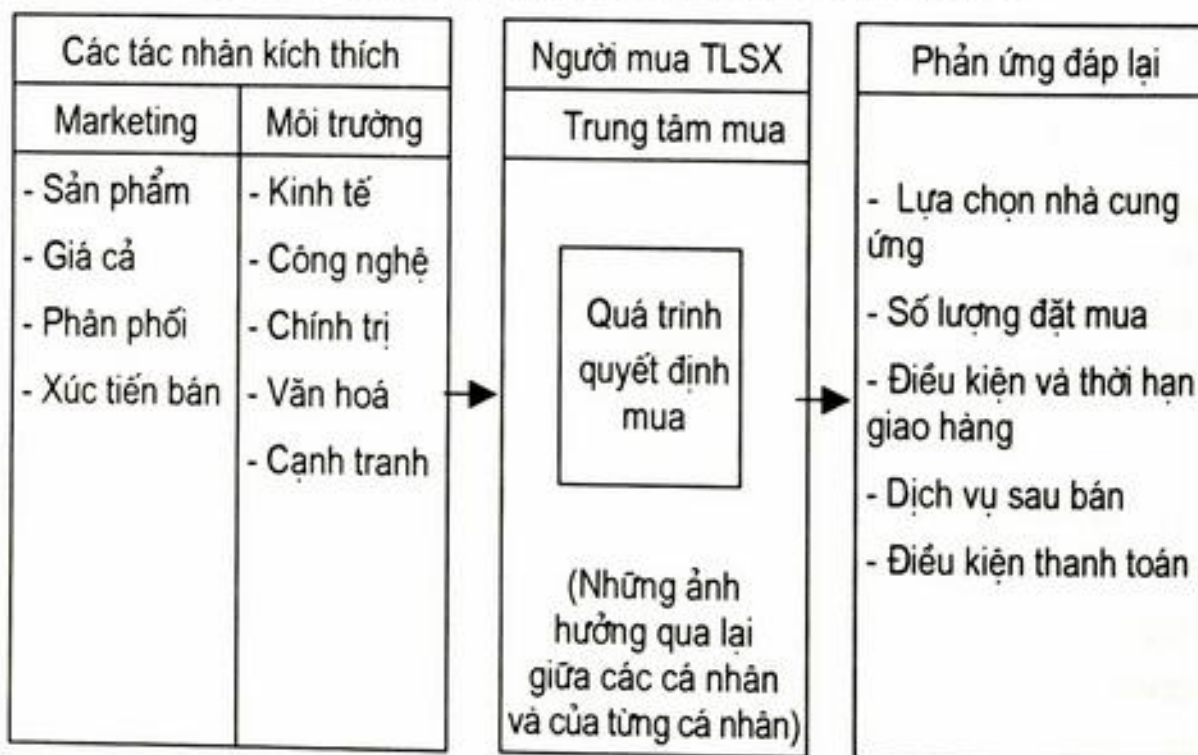 Các tác nhân kích thích
Marketing
- Sản phẩm
- Giá cả
- Phân phối
- Xúc tiến bán
Môi trường
- Kinh tế
- Công nghệ
- Chính trị
- Văn hoá
- Cạnh tranh
Người mua TLSX
Trung tâm mua
Quá trình
quyết định
mua
(Những ảnh
hưởng qua lại
giữa các cá nhân
và của từng cá nhân)
Phản ứng đáp lại
- Lựa chọn nhà cung
ứng
- Số lượng đặt mua
- Điều kiện và thời hạn
giao hàng
- Dịch vụ sau bán
- Điều kiện thanh toán